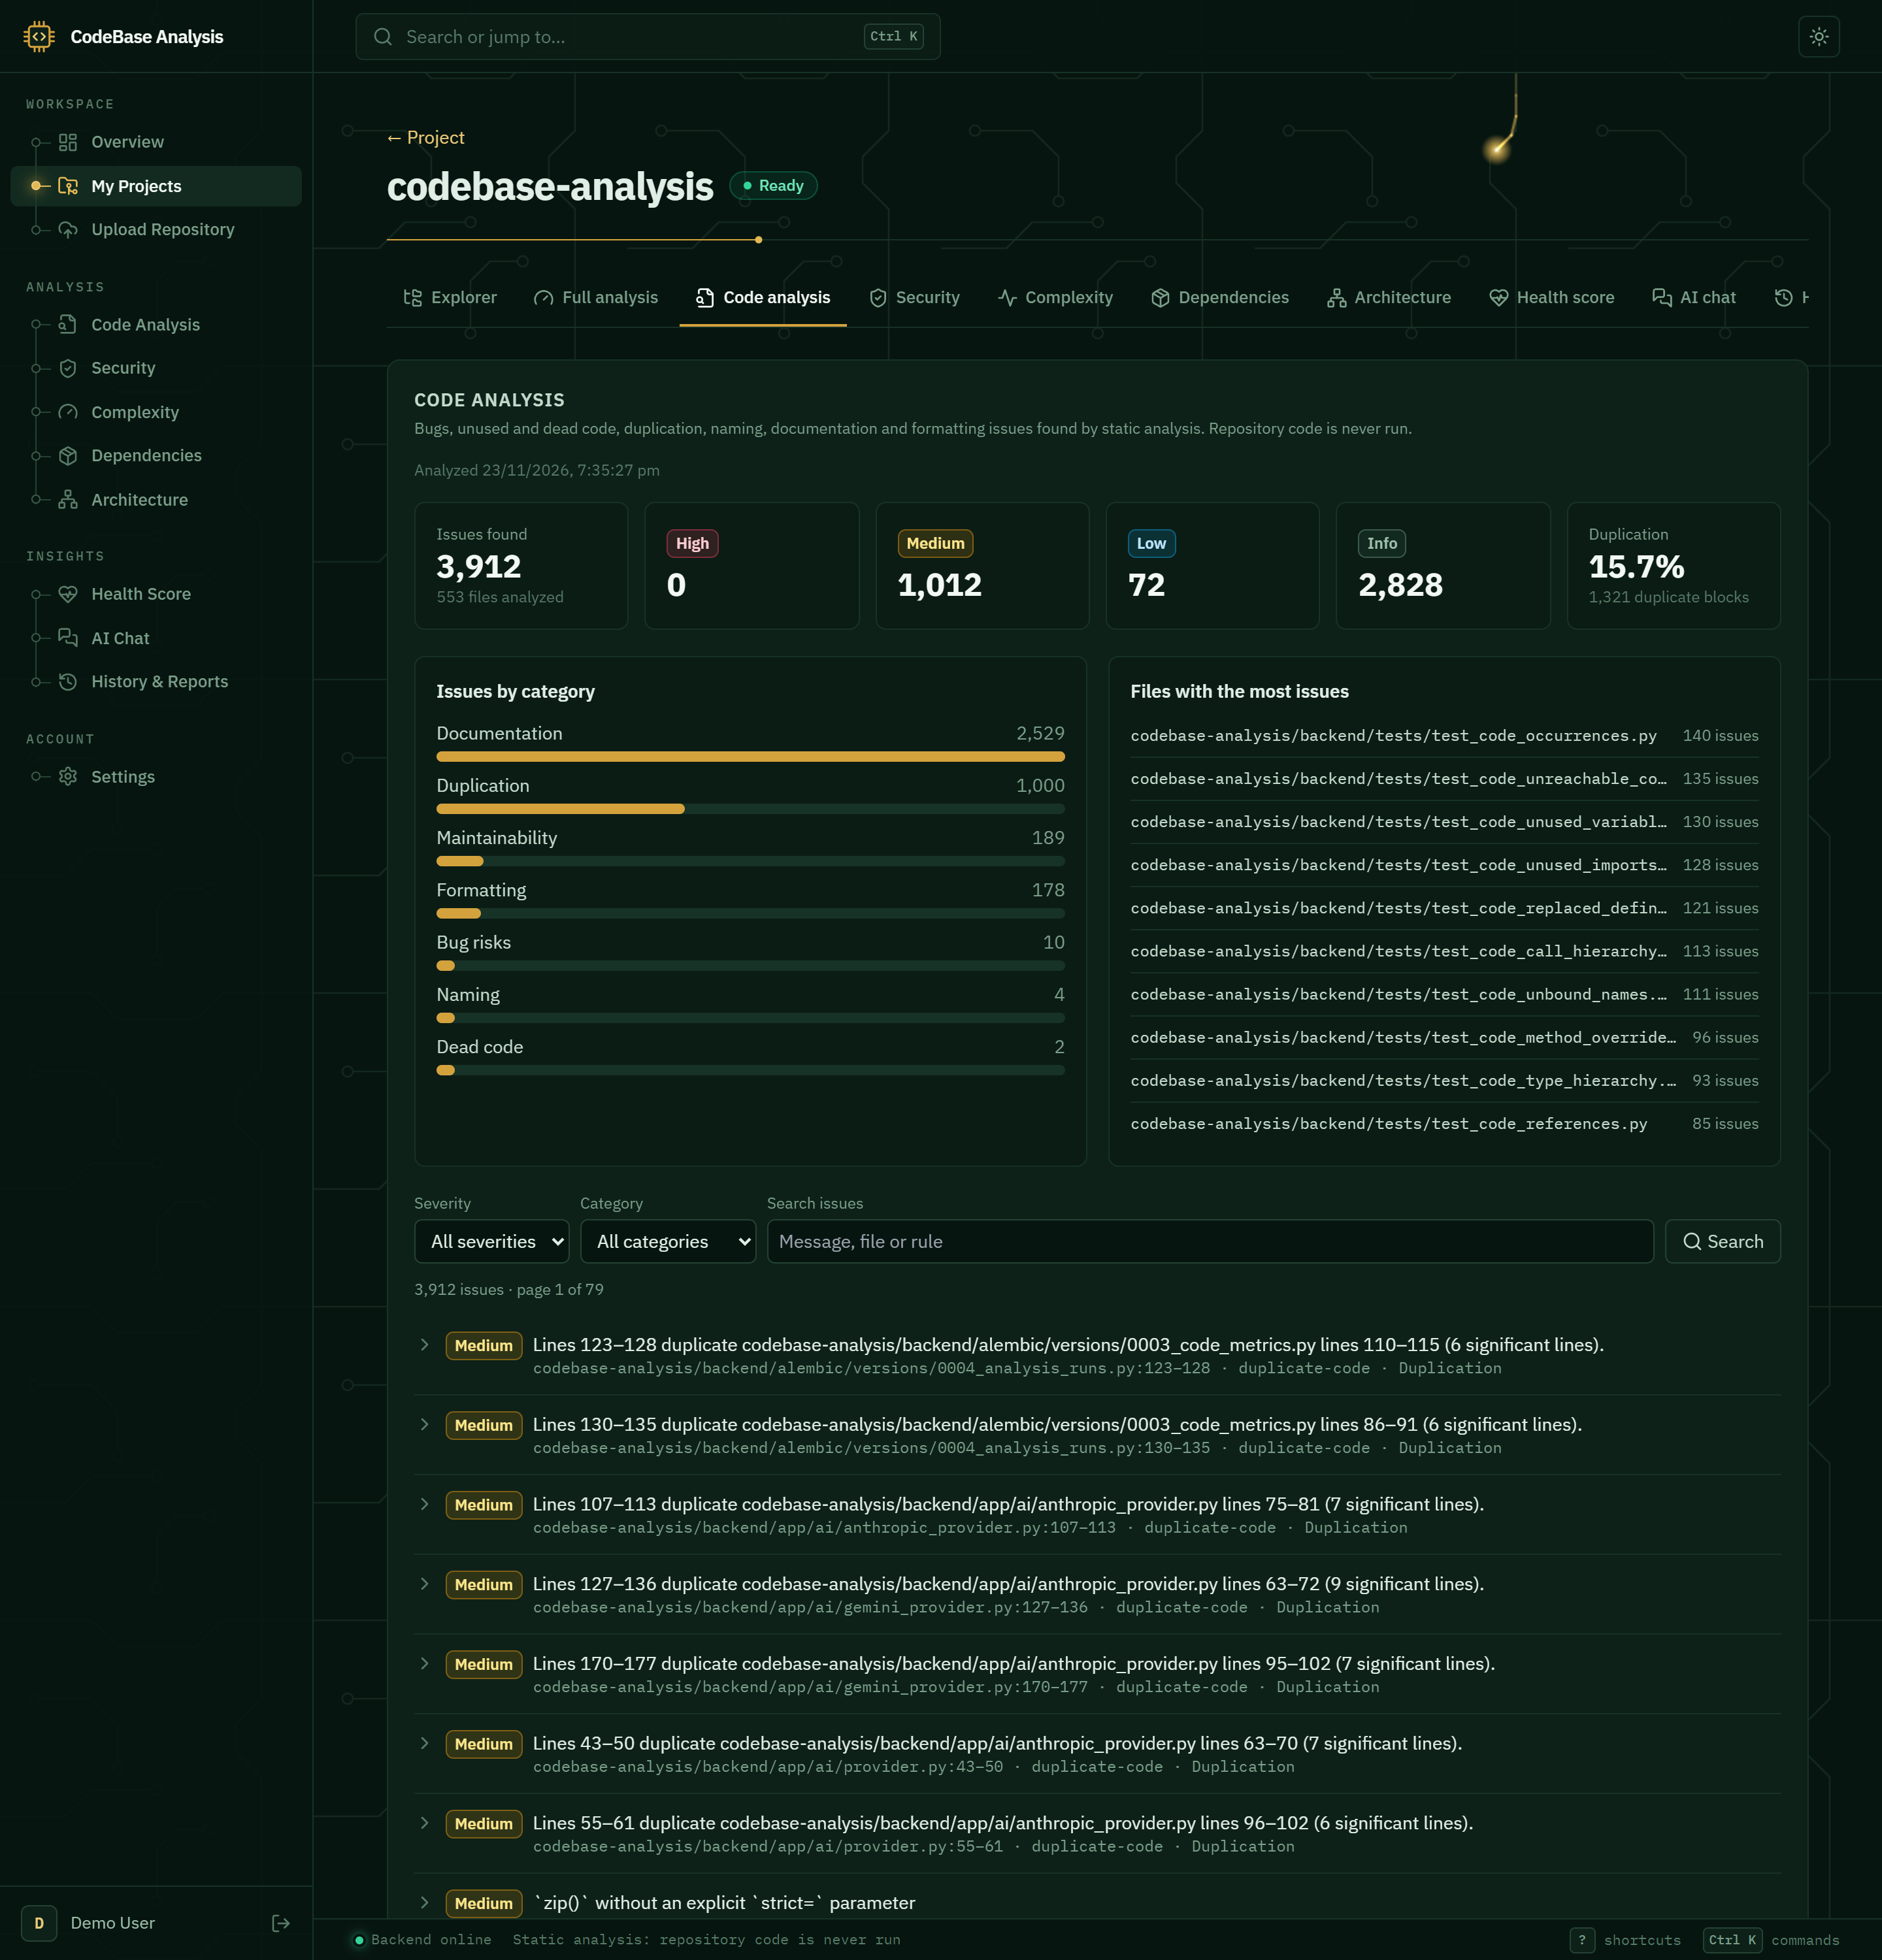 CodeBase Analysis
Search or jump to...
Ctrl K
WORKSPACE
Overview
My Projects
Upload Repository
ANALYSIS
Code Analysis
Security
Complexity
Dependencies
Architecture
INSIGHTS
Health Score
AI Chat
History & Reports
ACCOUNT
Settings
D
Demo User
← Project
codebase-analysis
Ready
Explorer
Full analysis
Code analysis
Security
Complexity
Dependencies
Architecture
Health score
AI chat
CODE ANALYSIS
Bugs, unused and dead code, duplication, naming, documentation and formatting issues found by static analysis. Repository code is never run.
Analyzed 23/11/2026, 7:35:27 pm
Issues found
3,912
553 files analyzed
High
0
Medium
1,012
Low
72
Info
2,828
Duplication
15.7%
1,321 duplicate blocks
Issues by category
Documentation 2,529
Duplication 1,000
Maintainability 189
Formatting 178
Bug risks 10
Naming 4
Dead code 2
Files with the most issues
codebase-analysis/backend/tests/test_code_occurrences.py 140 issues
codebase-analysis/backend/tests/test_code_unreachable_co… 135 issues
codebase-analysis/backend/tests/test_code_unused_variabl… 130 issues
codebase-analysis/backend/tests/test_code_unused_imports… 128 issues
codebase-analysis/backend/tests/test_code_replaced_defin… 121 issues
codebase-analysis/backend/tests/test_code_call_hierarchy… 113 issues
codebase-analysis/backend/tests/test_code_unbound_names.… 111 issues
codebase-analysis/backend/tests/test_code_method_override… 96 issues
codebase-analysis/backend/tests/test_code_type_hierarchy.… 93 issues
codebase-analysis/backend/tests/test_code_references.py 85 issues
Severity
All severities
Category
All categories
Search issues
Message, file or rule
Search
3,912 issues · page 1 of 79
Medium Lines 123–128 duplicate codebase-analysis/backend/alembic/versions/0003_code_metrics.py lines 110–115 (6 significant lines).
codebase-analysis/backend/alembic/versions/0004_analysis_runs.py:123–128 · duplicate-code · Duplication
Medium Lines 130–135 duplicate codebase-analysis/backend/alembic/versions/0003_code_metrics.py lines 86–91 (6 significant lines).
codebase-analysis/backend/alembic/versions/0004_analysis_runs.py:130–135 · duplicate-code · Duplication
Medium Lines 107–113 duplicate codebase-analysis/backend/app/ai/anthropic_provider.py lines 75–81 (7 significant lines).
codebase-analysis/backend/app/ai/anthropic_provider.py:107–113 · duplicate-code · Duplication
Medium Lines 127–136 duplicate codebase-analysis/backend/app/ai/anthropic_provider.py lines 63–72 (9 significant lines).
codebase-analysis/backend/app/ai/gemini_provider.py:127–136 · duplicate-code · Duplication
Medium Lines 170–177 duplicate codebase-analysis/backend/app/ai/anthropic_provider.py lines 95–102 (7 significant lines).
codebase-analysis/backend/app/ai/gemini_provider.py:170–177 · duplicate-code · Duplication
Medium Lines 43–50 duplicate codebase-analysis/backend/app/ai/anthropic_provider.py lines 63–70 (7 significant lines).
codebase-analysis/backend/app/ai/provider.py:43–50 · duplicate-code · Duplication
Medium Lines 55–61 duplicate codebase-analysis/backend/app/ai/anthropic_provider.py lines 96–102 (6 significant lines).
codebase-analysis/backend/app/ai/provider.py:55–61 · duplicate-code · Duplication
Medium `zip()` without an explicit `strict=` parameter
Backend online Static analysis: repository code is never run
? shortcuts Ctrl K commands